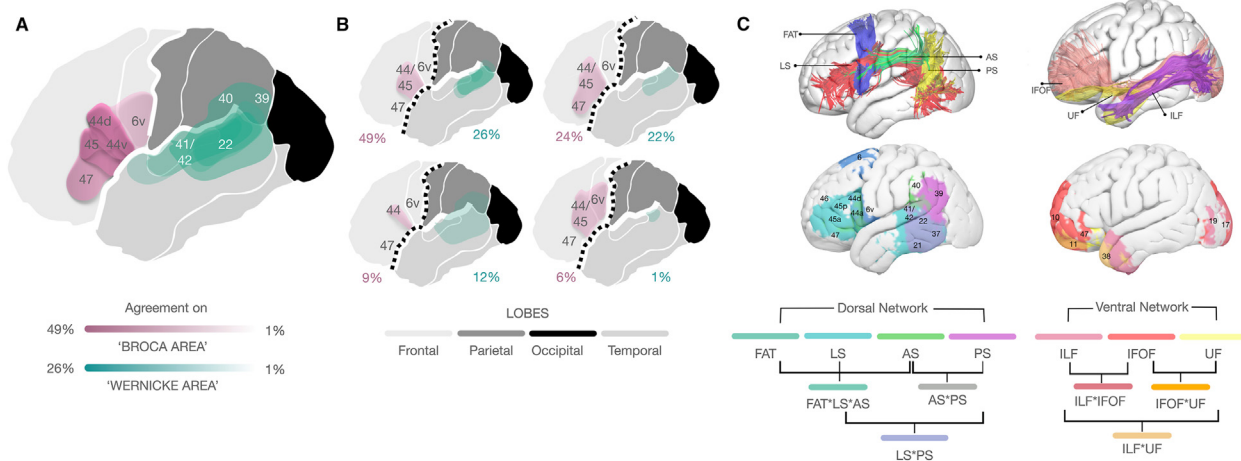 A
44d
6v
45
44v
47
41/
42
22
40
39
Agreement on
49%
1%
'BROCA AREA'
26%
1%
'WERNICKE AREA'
B
44/
45
6v
47
49%
26%
44/
45
6v
47
24%
22%
44
6v
47
9%
12%
44/
45
6v
47
6%
1%
LOBES
Frontal
Parietal
Occipital
Temporal
C
FAT
LS
AS
PS
IFOF
UF
ILF
6
46
45p
44d
44a
6v
45a
47
40
41/
42
39
22
37
21
10
11
47
38
19
17
Dorsal Network
FAT
LS
AS
PS
FAT*LS*AS
AS*PS
LS*PS
Ventral Network
ILF
IFOF
UF
ILF*IFOF
IFOF*UF
ILF*UF